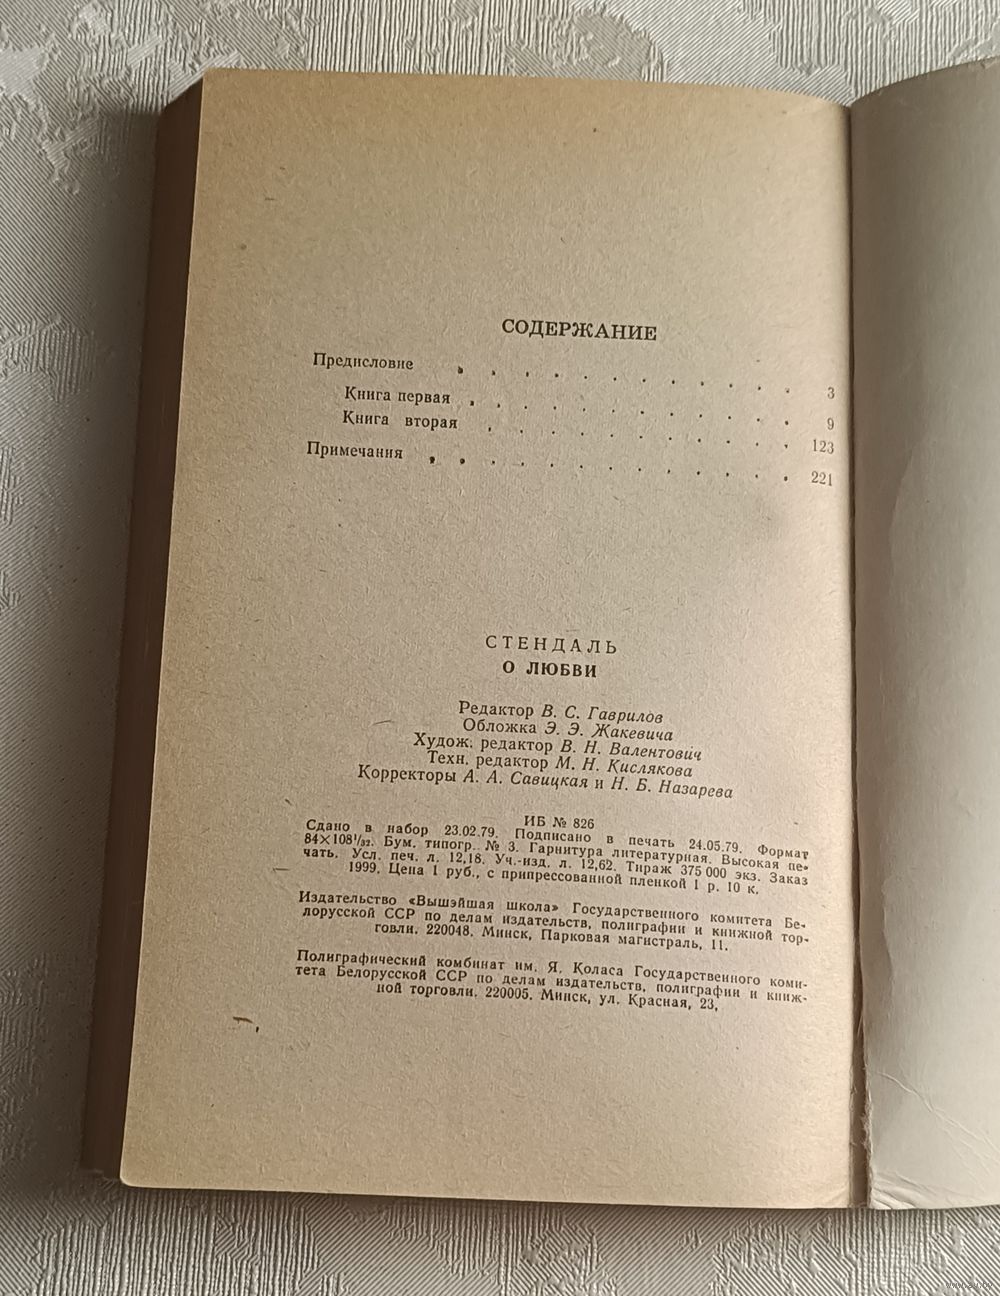 СОДЕРЖАНИЕ
Предисловие . . . . . . . . . . . . 3
Книга первая . . . . . . . . . . . . 9
Книга вторая . . . . . . . . . . . 123
Примечания . . . . . . . . . . . . . 221
СТЕНДАЛЬ
О ЛЮБВИ
Редактор В. С. Гаврилов
Обложка Э. Э. Жакевича
Худож. редактор В. Н. Валентович
Техн. редактор М. Н. Кислякова
Корректоры А. А. Савицкая и Н. Б. Назарева
ИБ № 826
Сдано в набор 23.02.79. Подписано в печать 24.05.79. Формат
84×108¹/₃₂. Бум. типогр. № 3. Гарнитура литературная. Высокая пе-
чать. Усл. печ. л. 12,18. Уч.-изд. л. 12,62. Тираж 375 000 экз. Заказ
1999. Цена 1 руб., с припрессованной пленкой 1 р. 10 к.
Издательство «Вышэйшая школа» Государственного комитета Бе-
лорусской ССР по делам издательств, полиграфии и книжной тор-
говли. 220048. Минск, Парковая магистраль, 11.
Полиграфический комбинат им. Я. Коласа Государственного коми-
тета Белорусской ССР по делам издательств, полиграфии и книж-
ной торговли. 220005. Минск, ул. Красная, 23,